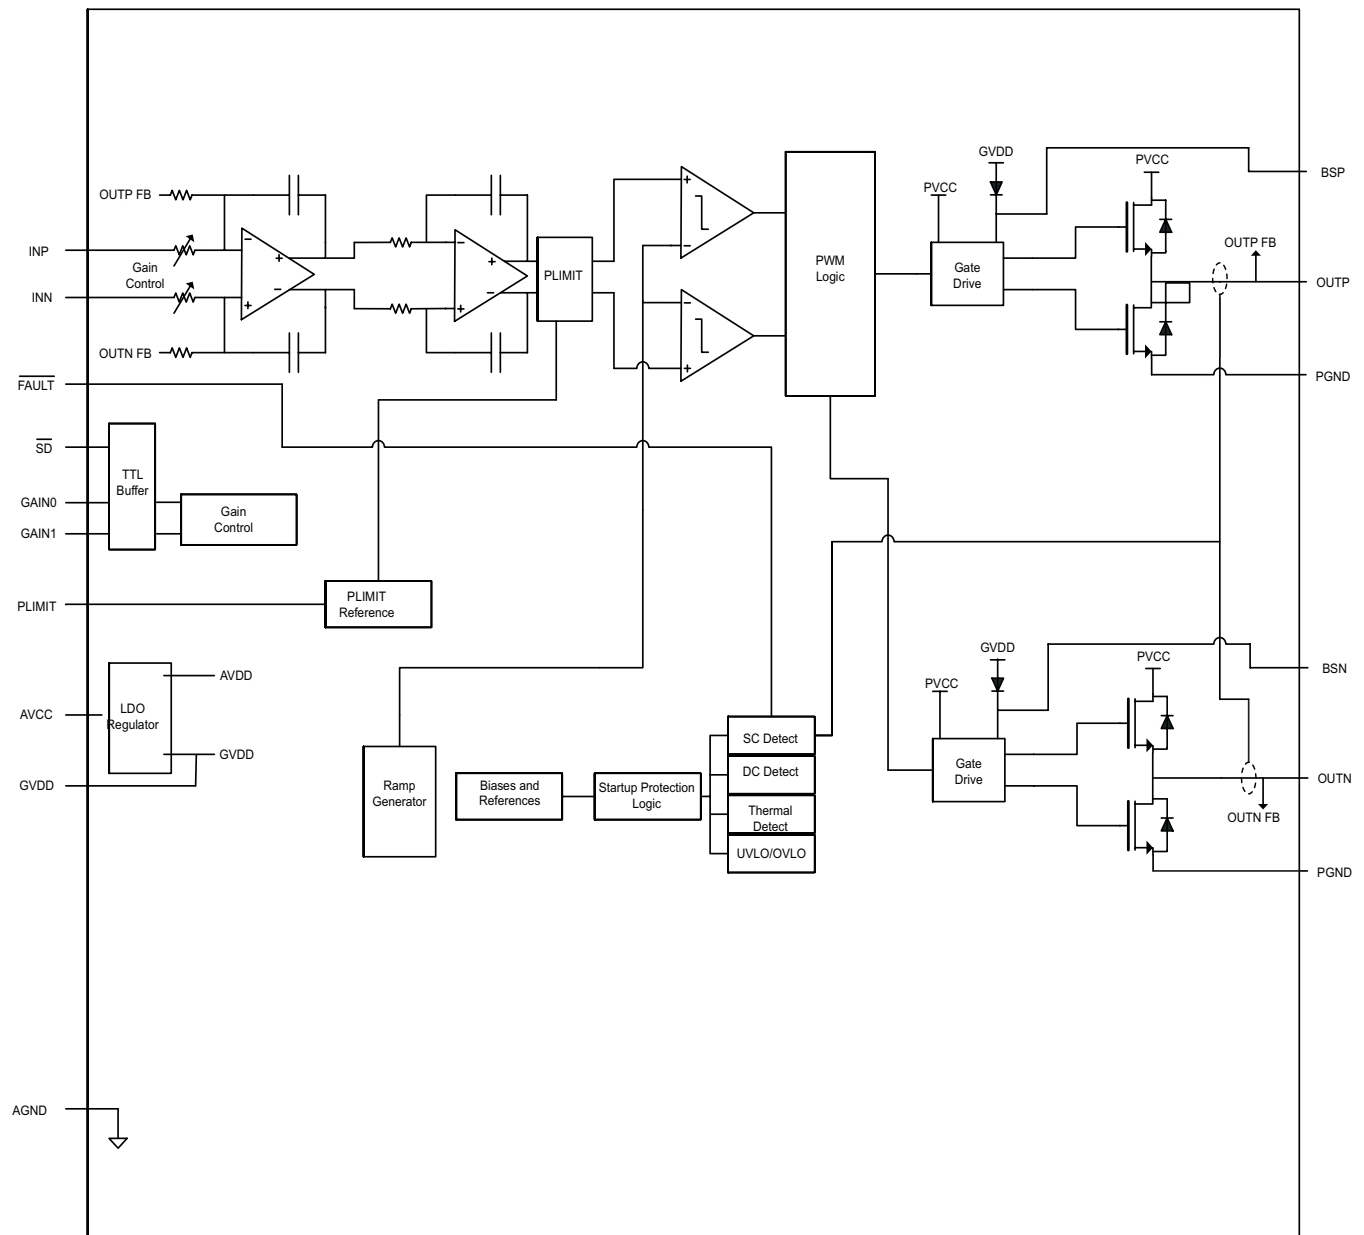 GVDD
PVCC
BSP
PVCC
OUTP FB
INP
Gain
Control
INN
OUTN FB
+
−
+
−
−
+
+
−
−
+
PLIMIT
+
−
−
+
PWM
Logic
Gate
Drive
OUTP FB
OUTP
PGND
FAULT
SD
GAIN0
GAIN1
TTL
Buffer
Gain
Control
PLIMIT
PLIMIT
Reference
AVCC
GVDD
LDO
Regulator
AVDD
GVDD
Ramp
Generator
Biases and
References
Startup Protection
Logic
SC Detect
DC Detect
Thermal
Detect
UVLO/OVLO
GVDD
PVCC
PVCC
BSN
Gate
Drive
OUTN
OUTN FB
PGND
AGND